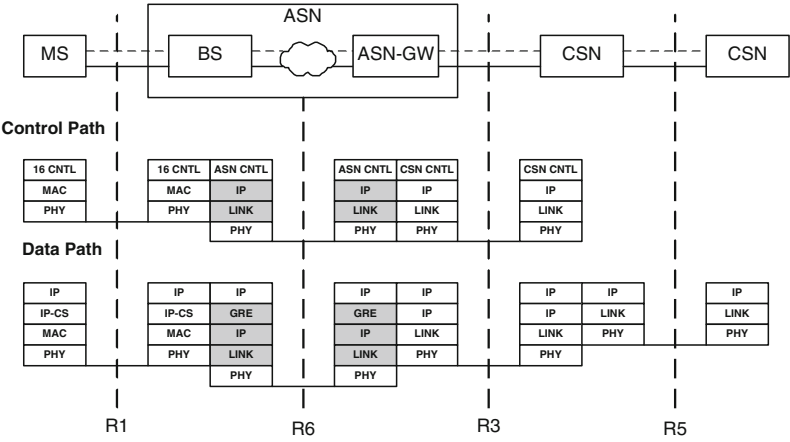 ASN
MS BS ASN-GW CSN CSN
Control Path
16 CNTL 16 CNTL ASN CNTL ASN CNTL CSN CNTL CSN CNTL
MAC MAC IP IP IP IP
PHY PHY LINK LINK LINK LINK
PHY PHY PHY PHY
Data Path
IP IP IP IP IP IP IP IP
IP-CS IP-CS GRE GRE IP IP LINK LINK
MAC MAC IP IP LINK LINK PHY PHY
PHY PHY LINK LINK PHY PHY
PHY PHY
R1 R6 R3 R5